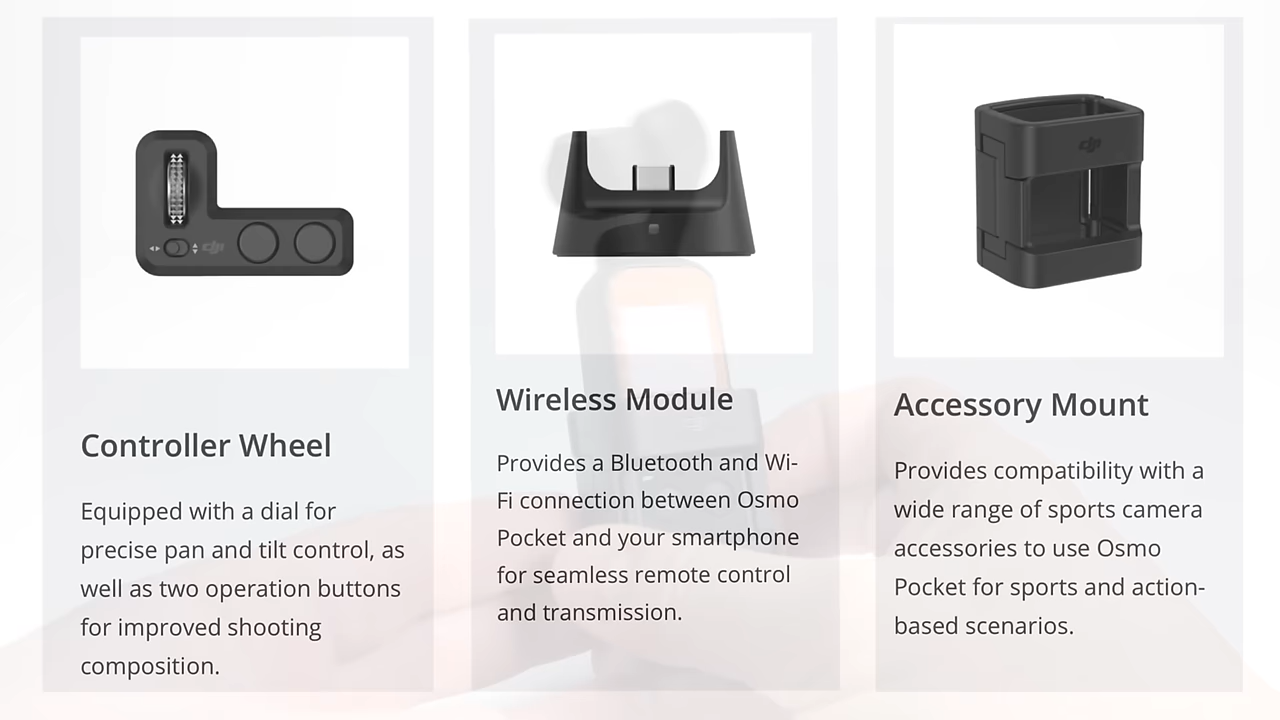 dji
dji
Controller Wheel
Equipped with a dial for
precise pan and tilt control, as
well as two operation buttons
for improved shooting
composition.
Wireless Module
Provides a Bluetooth and Wi-
Fi connection between Osmo
Pocket and your smartphone
for seamless remote control
and transmission.
Accessory Mount
Provides compatibility with a
wide range of sports camera
accessories to use Osmo
Pocket for sports and action-
based scenarios.